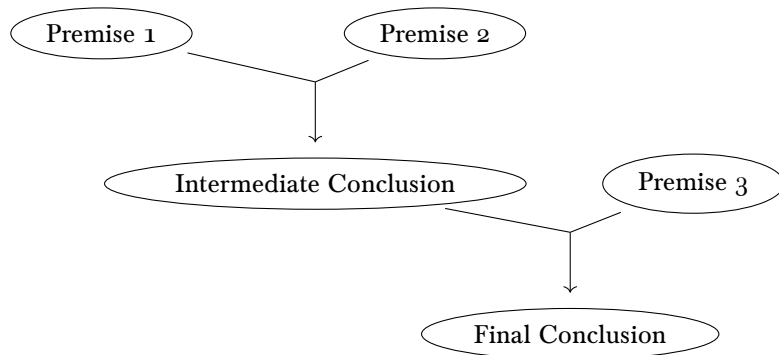 Premise 1
Premise 2
Intermediate Conclusion
Premise 3
Final Conclusion